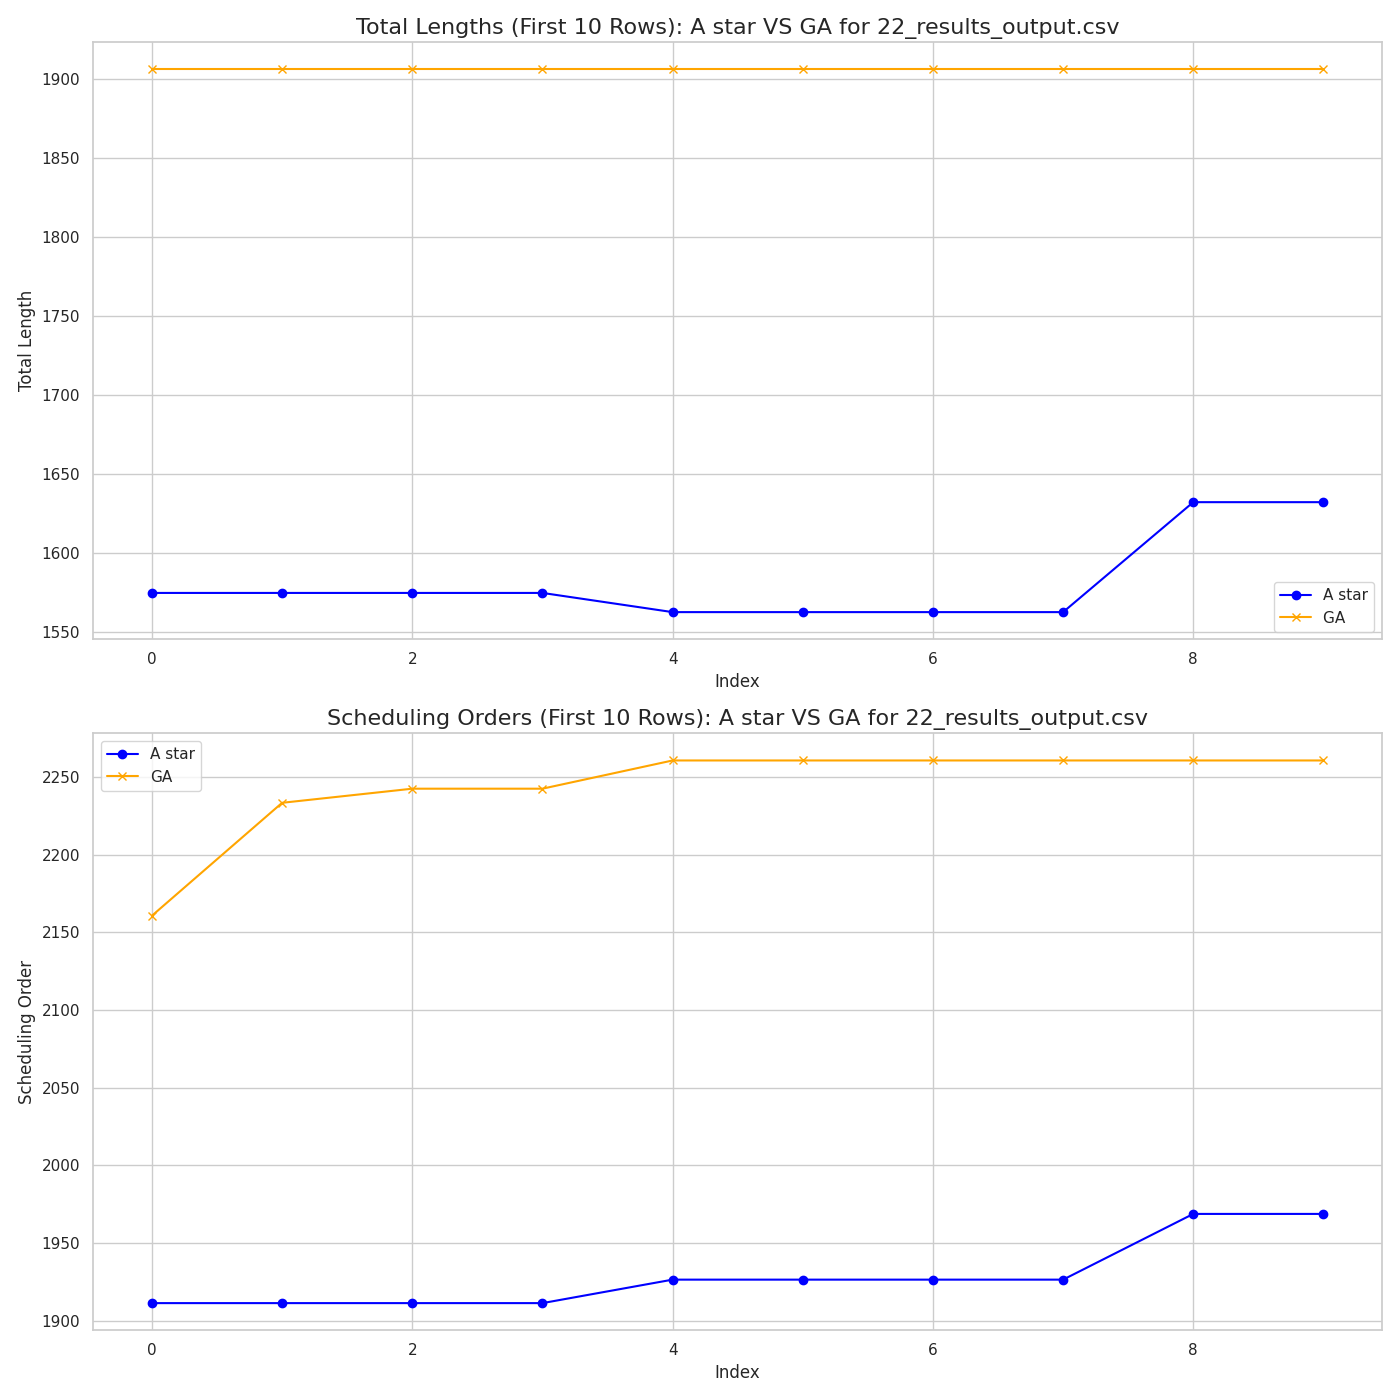 Total Lengths (First 10 Rows): A star VS GA for 22_results_output.csv
Total Length
1900
1850
1800
1750
1700
1650
1600
1550
A star
GA
0 2 4 6 8
Index
Scheduling Orders (First 10 Rows): A star VS GA for 22_results_output.csv
A star
GA
Scheduling Order
2250
2200
2150
2100
2050
2000
1950
1900
0 2 4 6 8
Index